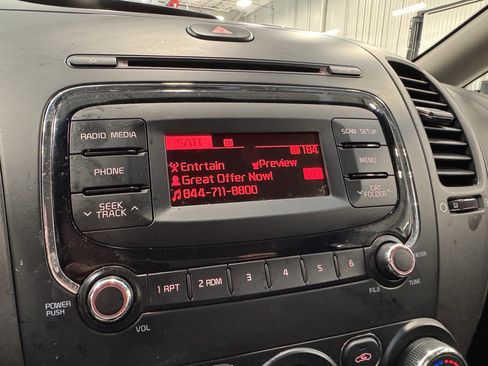 RADIO MEDIA
PHONE
SEEK
TRACK
POWER
PUSH
VOL
SAT1
184
Entrtain Preview
Great Offer Now!
844-711-8800
SCAN SETUP
MENU
CAT
FOLDER
1 RPT
2 RDM
3
4
5
6
ENTER
FILE
TUNE